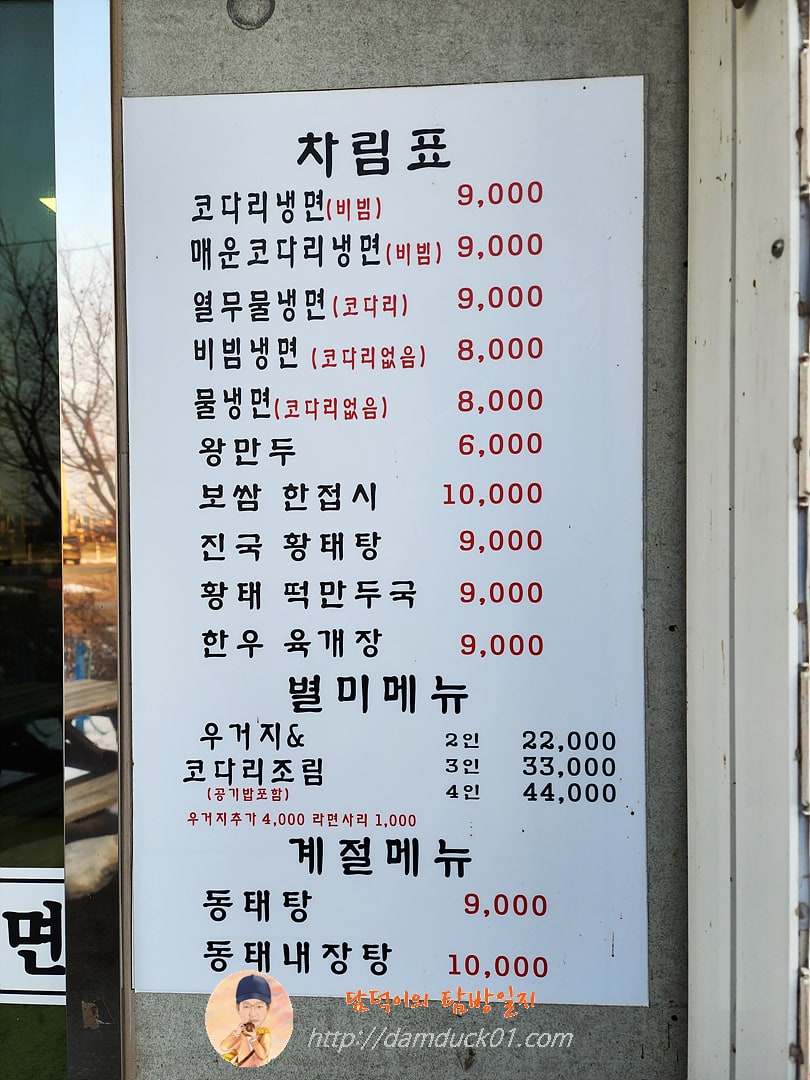 차림표
코다리냉면(비빔) 9,000
매운코다리냉면(비빔) 9,000
열무물냉면(코다리) 9,000
비빔냉면 (코다리없음) 8,000
물냉면(코다리없음) 8,000
왕만두 6,000
보쌈 한접시 10,000
진국 황태탕 9,000
황태 떡만두국 9,000
한우 육개장 9,000
별미메뉴
우거지& 2인 22,000
코다리조림 3인 33,000
(공기밥포함) 4인 44,000
우거지추가 4,000 라면사리 1,000
계절메뉴
동태탕 9,000
동태내장탕 10,000
면
담덕이의 탐방일지
http://damduck01.com